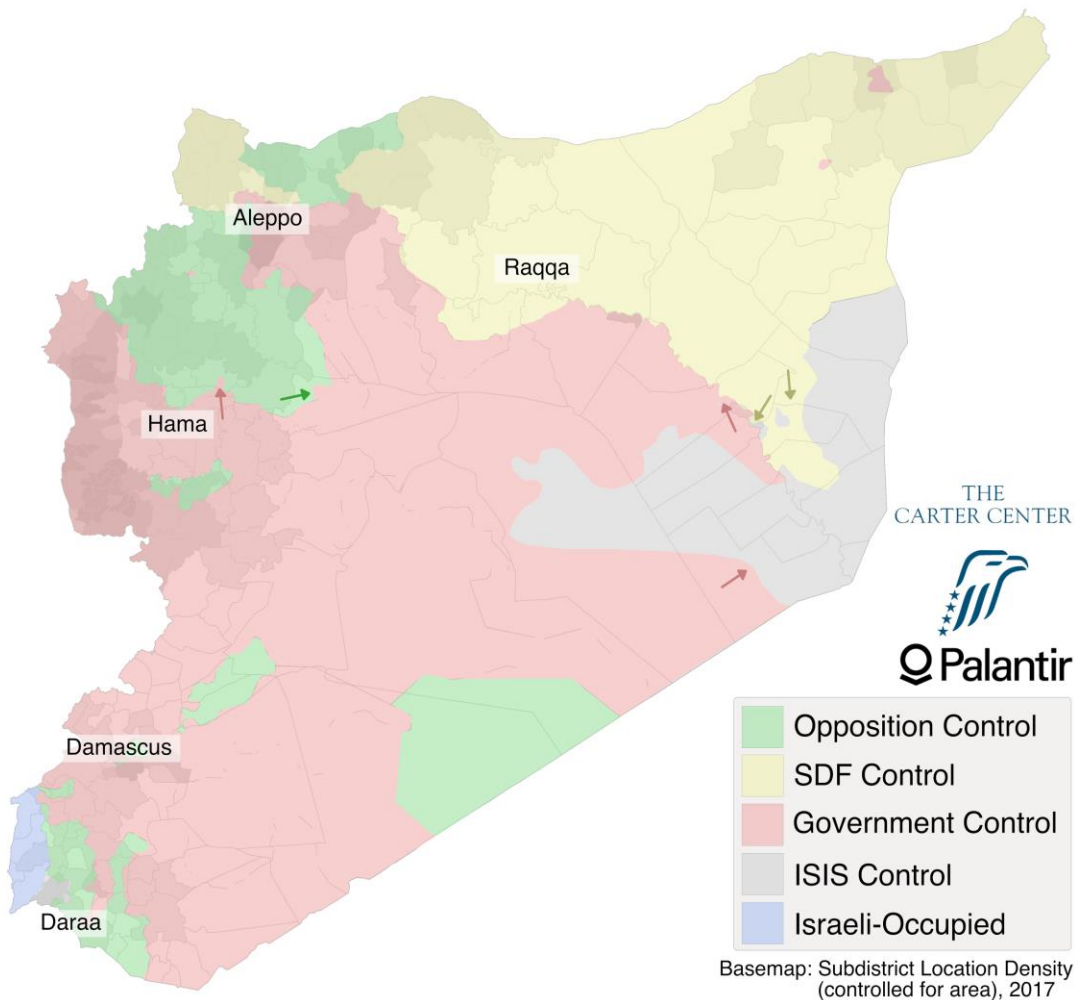 Aleppo
Raqqa
Hama
THE
CARTER CENTER
Palantir
Damascus
Daraa
Opposition Control
SDF Control
Government Control
ISIS Control
Israeli-Occupied
Basemap: Subdistrict Location Density
(controlled for area), 2017